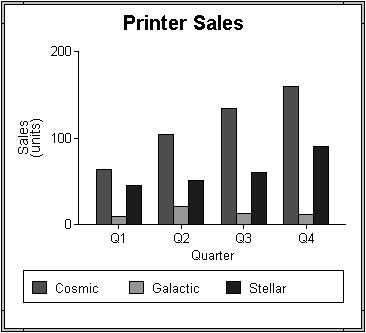 Printer Sales
200
100
0
Sales
(units)
Q1 Q2 Q3 Q4
Quarter
Cosmic Galactic Stellar